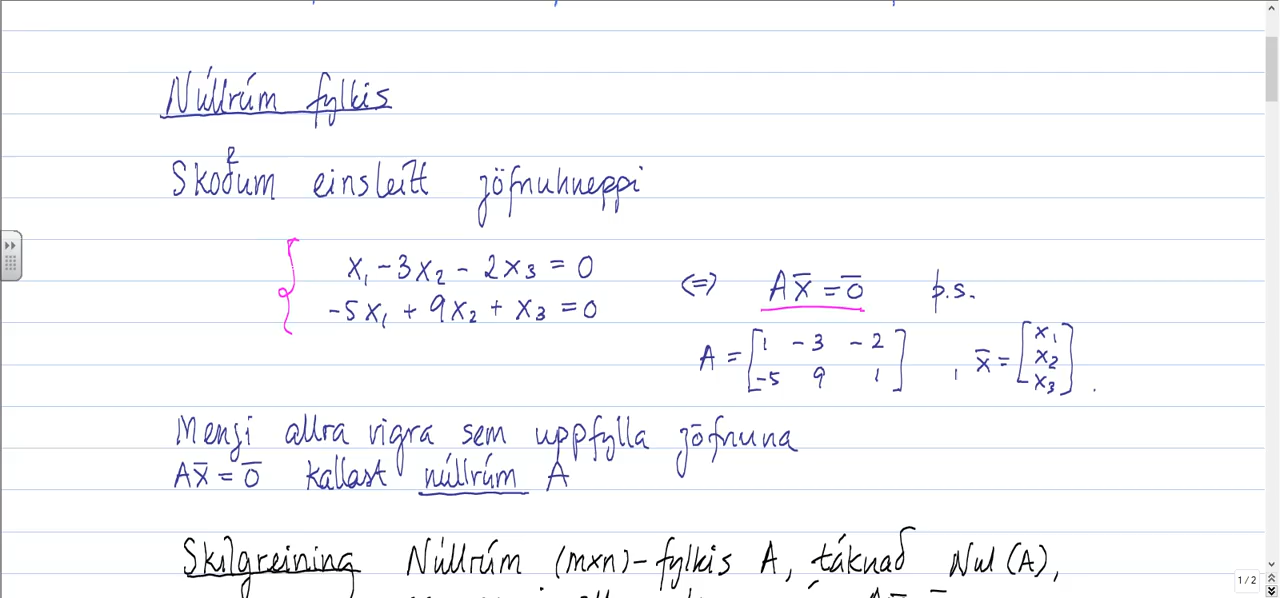 Núllrúm fylkis
Skoðum einsleitt jöfnuhneppi
x₁ - 3x₂ - 2x₃ = 0
-5x₁ + 9x₂ + x₃ = 0
<=> Ax̄ = 0̄ þ.s.
A = [1 -3 -2
-5 9 1] , x̄ = [x₁
x₂
x₃] .
Mengi allra vigra sem uppfylla jöfnuna
Ax̄ = 0̄ kallast núllrúm A
Skilgreining Núllrúm (m×n)-fylkis A, táknað Nul(A),
1/2